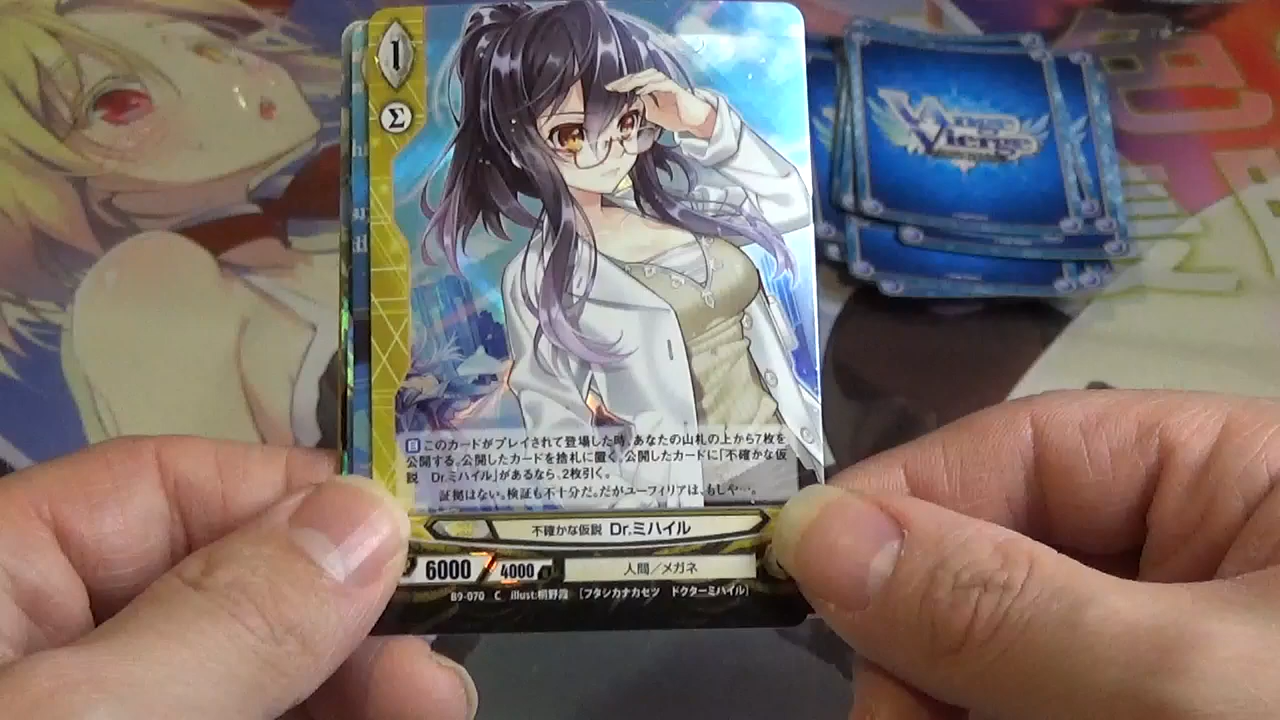 1
Σ
自 このカードがプレイされて登場した時、あなたの山札の上から7枚を
公開する。公開したカードを捨札に置く。公開したカードに「不確かな仮
説 Dr.ミハイル」があるなら、2枚引く。
証拠はない。検証も不十分だ。だがユーフィリアは、もしや…。
不確かな仮説 Dr.ミハイル
6000 4000
人間／メガネ
B9-070 C illust:桐野霞 [フタシカナカセツ ドクターミハイル]
VAnge
Vierge